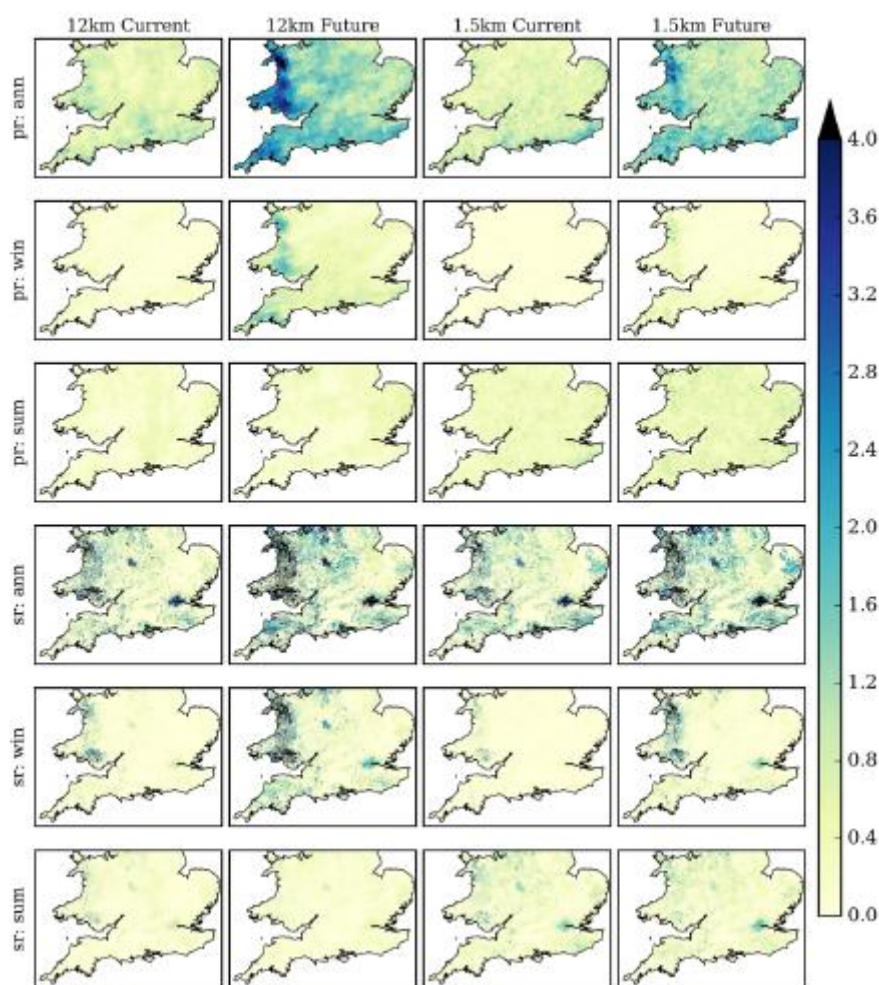 12km Current 12km Future 1.5km Current 1.5km Future
pr: ann
pr: win
pr: sum
sr: ann
sr: win
sr: sum
4.0
3.6
3.2
2.8
2.4
2.0
1.6
1.2
0.8
0.4
0.0